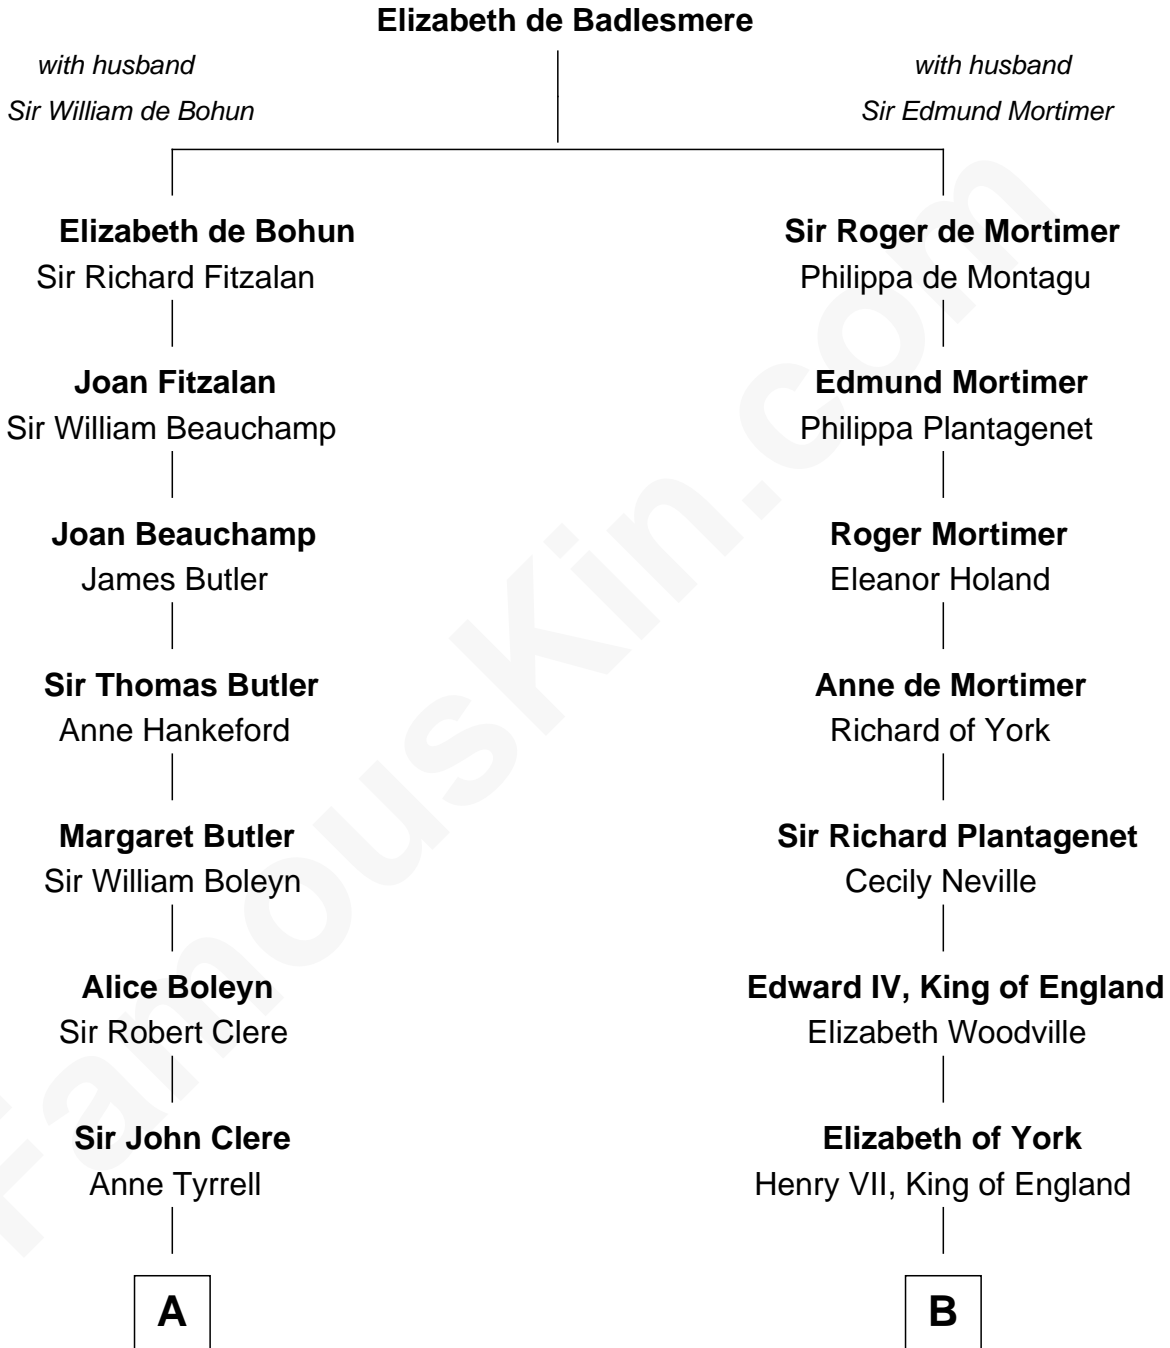 Elizabeth de Badlesmere
with husband
Sir William de Bohun
with husband
Sir Edmund Mortimer
Elizabeth de Bohun
Sir Richard Fitzalan
Sir Roger de Mortimer
Philippa de Montagu
Joan Fitzalan
Sir William Beauchamp
Edmund Mortimer
Philippa Plantagenet
Joan Beauchamp
James Butler
Roger Mortimer
Eleanor Holand
Sir Thomas Butler
Anne Hankeford
Anne de Mortimer
Richard of York
Margaret Butler
Sir William Boleyn
Sir Richard Plantagenet
Cecily Neville
Alice Boleyn
Sir Robert Clere
Edward IV, King of England
Elizabeth Woodville
Sir John Clere
Anne Tyrrell
Elizabeth of York
Henry VII, King of England
A
B
FamousKin.com